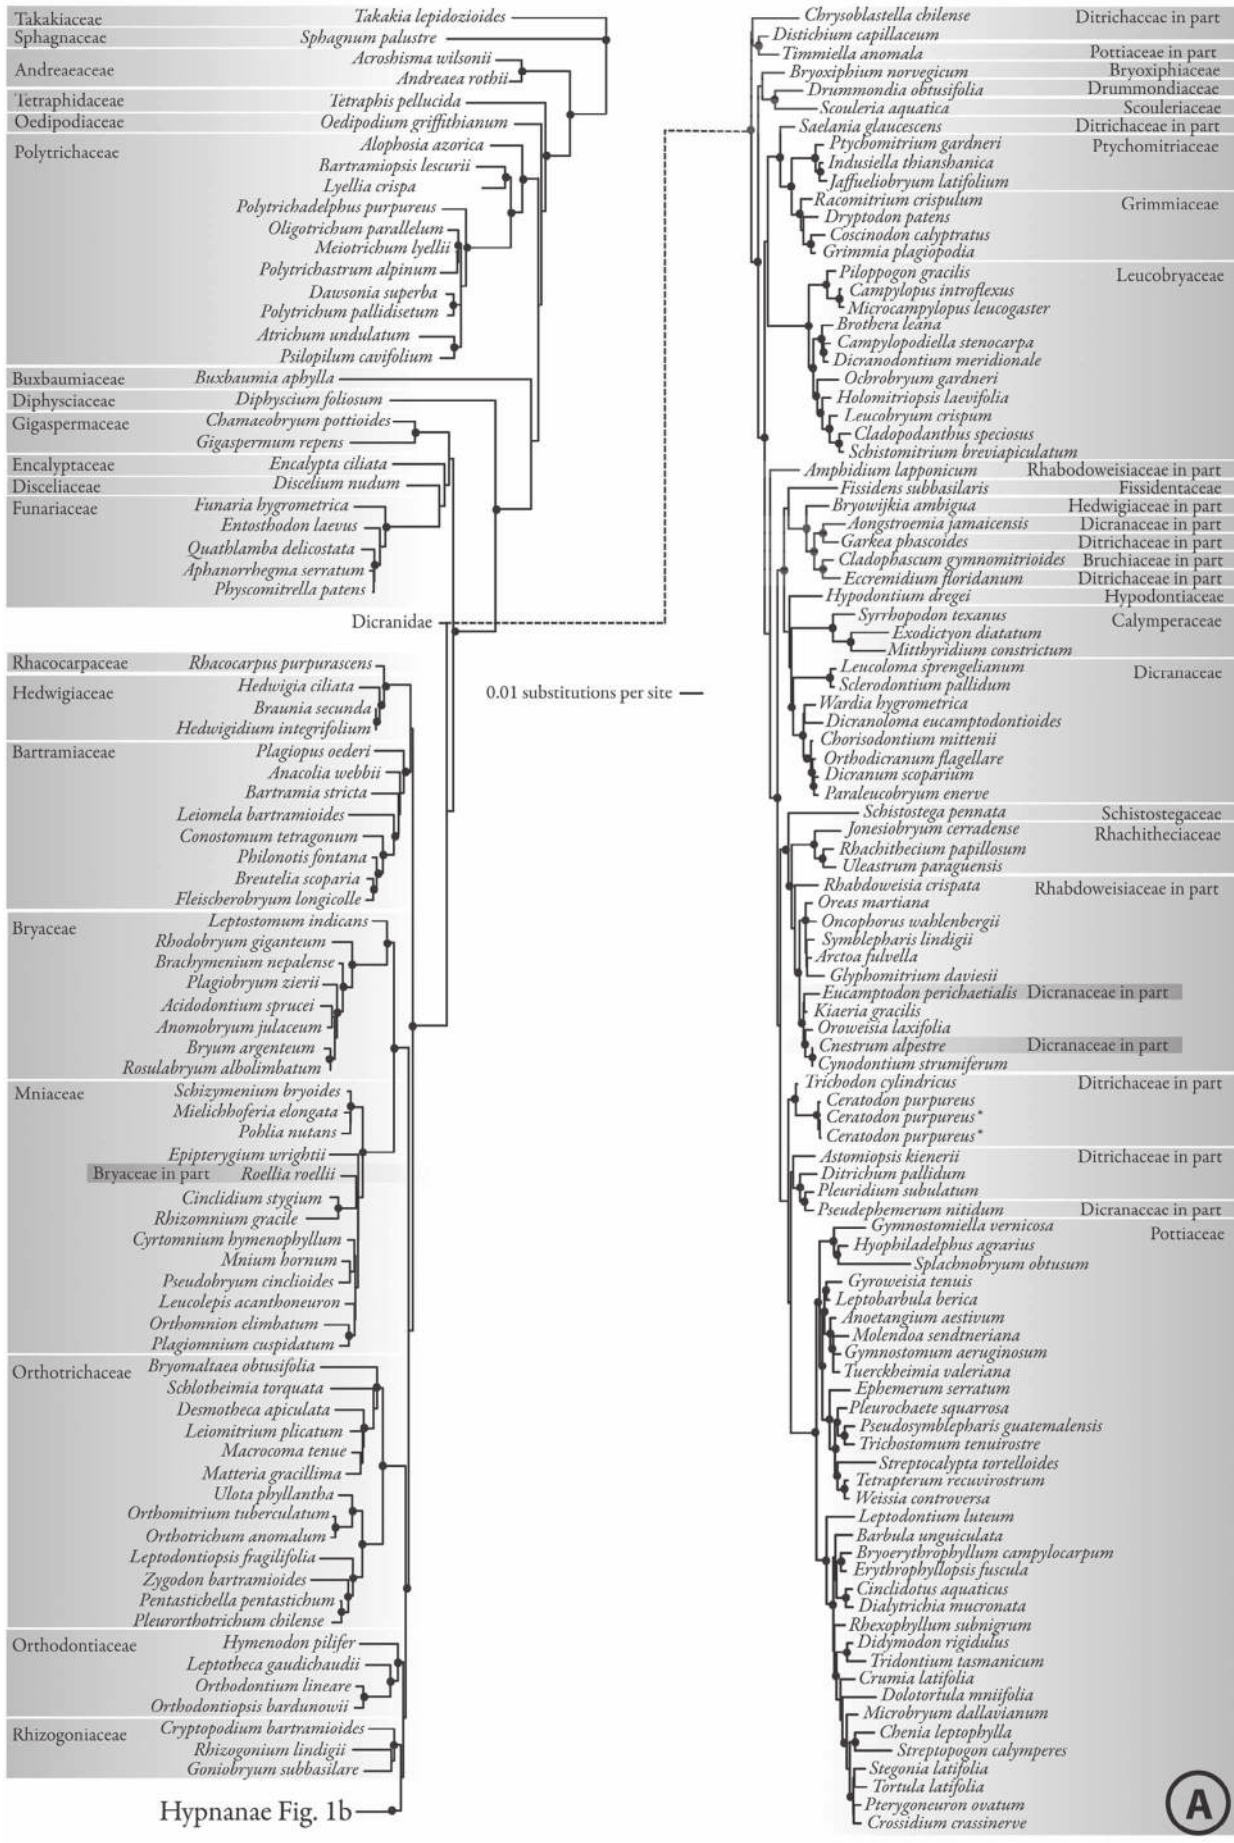 Takakiaceae Takakia lepidozioides
Sphagnaceae Sphagnum palustre
Acroshisma wilsonii
Andreaeaceae
Andreaea rothii
Tetraphidaceae Tetraphis pellucida
Oedipodiaceae Oedipodium griffithianum
Alophosia azorica
Polytrichaceae
Bartramiopsis lescurii
Lyellia crispa
Polytrichadelphus purpureus
Oligotrichum parallelum
Meiotrichum lyellii
Polytrichastrum alpinum
Dawsonia superba
Polytrichum pallidisetum
Atrichum undulatum
Psilopilum cavifolium
Buxbaumiaceae Buxbaumia aphylla
Diphysciaceae Diphyscium foliosum
Gigaspermaceae Chamaeobryum pottioides
Gigaspermum repens
Encalyptaceae Encalypta ciliata
Disceliaceae Discelium nudum
Funariaceae Funaria hygrometrica
Entosthodon laevus
Quathlamba delicostata
Aphanorrhegma serratum
Physcomitrella patens
Dicranidae
Rhacocarpaceae Rhacocarpus purpurascens
Hedwigiaceae Hedwigia ciliata
Braunia secunda
Hedwigidium integrifolium
Bartramiaceae Plagiopus oederi
Anacolia webbii
Bartramia stricta
Leiomela bartramioides
Conostomum tetragonum
Philonotis fontana
Breutelia scoparia
Fleischerobryum longicolle
Bryaceae Leptostomum indicans
Rhodobryum giganteum
Brachymenium nepalense
Plagiobryum zierii
Acidodontium sprucei
Anomobryum julaceum
Bryum argenteum
Rosulabryum albolimbatum
Mniaceae Schizymenium bryoides
Mielichhoferia elongata
Pohlia nutans
Epipterygium wrightii
Bryaceae in part Roellia roellii
Cinclidium stygium
Rhizomnium gracile
Cyrtomnium hymenophyllum
Mnium hornum
Pseudobryum cinclioides
Leucolepis acanthoneuron
Orthomnion elimbatum
Plagiomnium cuspidatum
Orthotrichaceae Bryomaltaea obtusifolia
Schlotheimia torquata
Desmotheca apiculata
Leiomitrium plicatum
Macrocoma tenue
Matteria gracillima
Ulota phyllantha
Orthomitrium tuberculatum
Orthotrichum anomalum
Leptodontiopsis fragilifolia
Zygodon bartramioides
Pentastichella pentastichum
Pleurorthotrichum chilense
Orthodontiaceae Hymenodon pilifer
Leptotheca gaudichaudii
Orthodontium lineare
Orthodontiopsis bardunowii
Rhizogoniaceae Cryptopodium bartramioides
Rhizogonium lindigii
Goniobryum subbasilare
Hypnanae Fig. 1b
0.01 substitutions per site
Chrysoblastella chilense Ditrichaceae in part
Distichium capillaceum
Timmiella anomala Pottiaceae in part
Bryoxiphium norvegicum Bryoxiphiaceae
Drummondia obtusifolia Drummondiaceae
Scouleria aquatica Scouleriaceae
Saelania glaucescens Ditrichaceae in part
Ptychomitrium gardneri Ptychomitriaceae
Indusiella thianshanica
Jaffueliobryum latifolium
Racomitrium crispulum Grimmiaceae
Dryptodon patens
Coscinodon calyptratus
Grimmia plagiopodia
Piloppogon gracilis Leucobryaceae
Campylopus introflexus
Microcampylopus leucogaster
Brothera leana
Campylopodiella stenocarpa
Dicranodontium meridionale
Ochrobryum gardneri
Holomitriopsis laevifolia
Leucobryum crispum
Cladopodanthus speciosus
Schistomitrium breviapiculatum
Amphidium lapponicum Rhabodoweisiaceae in part
Fissidens subbasilaris Fissidentaceae
Bryowijkia ambigua Hedwigiaceae in part
Aongstroemia jamaicensis Dicranaceae in part
Garkea phascoides Ditrichaceae in part
Cladophascum gymnomitrioides Bruchiaceae in part
Eccremidium floridanum Ditrichaceae in part
Hypodontium dregei Hypodontiaceae
Syrrhopodon texanus Calymperaceae
Exodictyon diatatum
Mitthyridium constrictum
Leucoloma sprengelianum Dicranaceae
Sclerodontium pallidum
Wardia hygrometrica
Dicranoloma eucamptodontioides
Chorisodontium mittenii
Orthodicranum flagellare
Dicranum scoparium
Paraleucobryum enerve
Schistostega pennata Schistostegaceae
Jonesiobryum cerradense Rhachitheciaceae
Rhachithecium papillosum
Uleastrum paraguensis
Rhabdoweisia crispata Rhabdoweisiaceae in part
Oreas martiana
Oncophorus wahlenbergii
Symblepharis lindigii
Arctoa fulvella
Glyphomitrium daviesii
Eucamptodon perichaetialis Dicranaceae in part
Kiaeria gracilis
Oroweisia laxifolia
Cnestrum alpestre Dicranaceae in part
Cynodontium strumiferum
Trichodon cylindricus Ditrichaceae in part
Ceratodon purpureus
Ceratodon purpureus*
Ceratodon purpureus*
Astomiopsis kienerii Ditrichaceae in part
Ditrichum pallidum
Pleuridium subulatum
Pseudephemerum nitidum Dicranaceae in part
Gymnostomiella vernicosa Pottiaceae
Hyophiladelphus agrarius
Splachnobryum obtusum
Gyroweisia tenuis
Leptobarbula berica
Anoetangium aestivum
Molendoa sendtneriana
Gymnostomum aeruginosum
Tuerckheimia valeriana
Ephemerum serratum
Pleurochaete squarrosa
Pseudosymblepharis guatemalensis
Trichostomum tenuirostre
Streptocalypta tortelloides
Tetrapterum recuvirostrum
Weissia controversa
Leptodontium luteum
Barbula unguiculata
Bryoerythrophyllum campylocarpum
Erythrophyllopsis fuscula
Cinclidotus aquaticus
Dialytrichia mucronata
Rhexophyllum subnigrum
Didymodon rigidulus
Tridontium tasmanicum
Crumia latifolia
Dolotortula mniifolia
Microbryum dallavianum
Chenia leptophylla
Streptopogon calymperes
Stegonia latifolia
Tortula latifolia
Pterygoneuron ovatum
Crossidium crassinerve
A